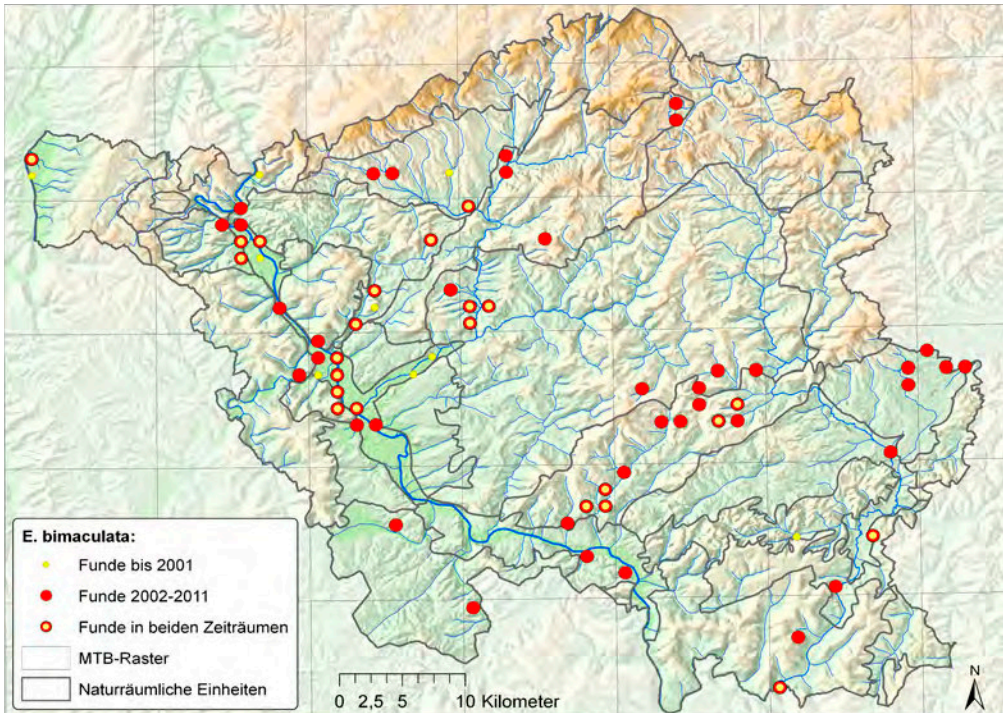 E. bimaculata:
Funde bis 2001
Funde 2002-2011
Funde in beiden Zeiträumen
MTB-Raster
Naturräumliche Einheiten
0 2,5 5 10 Kilometer
N